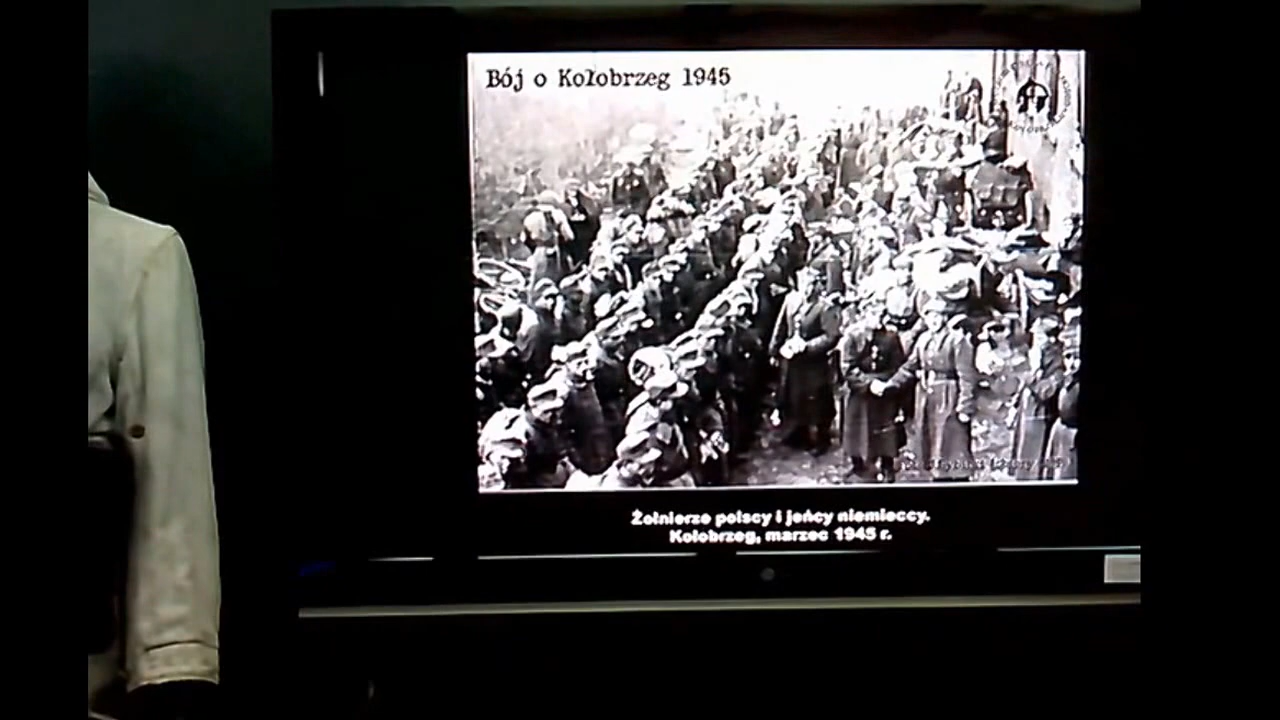 Bój o Kołobrzeg 1945
Żołnierze polscy i jeńcy niemieccy.
Kołobrzeg, marzec 1945 r.